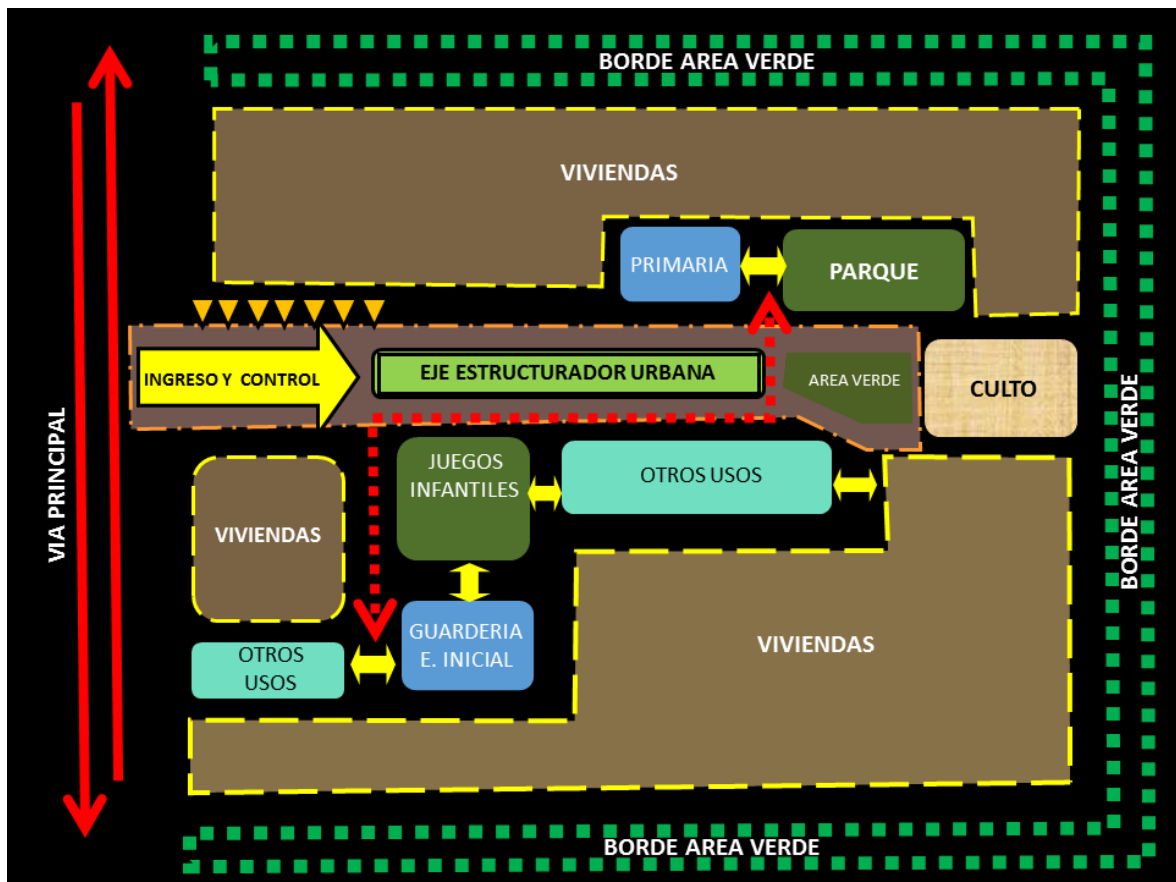 BORDE AREA VERDE
VIVIENDAS
PRIMARIA
PARQUE
INGRESO Y CONTROL
EJE ESTRUCTURADOR URBANA
AREA VERDE
CULTO
VIA PRINCIPAL
JUEGOS
INFANTILES
OTROS USOS
BORDE AREA VERDE
VIVIENDAS
GUARDERIA
E. INICIAL
VIVIENDAS
OTROS
USOS
BORDE AREA VERDE